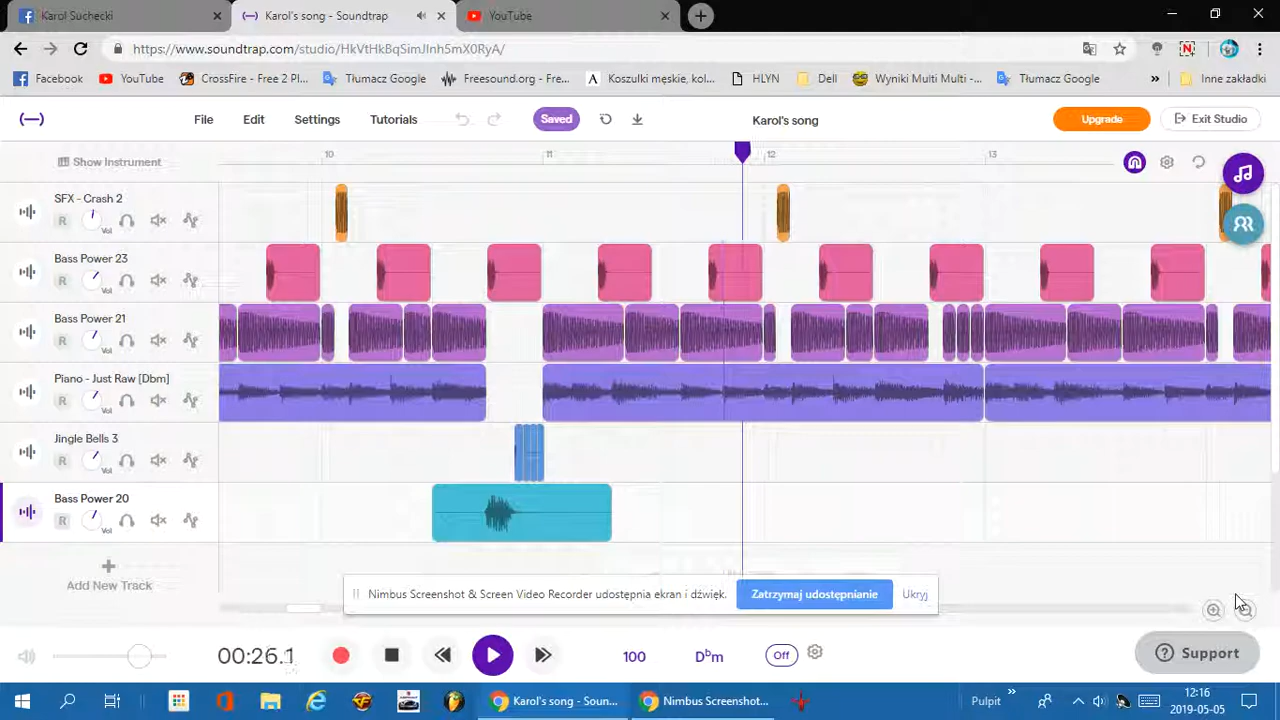 Karol Suchecki
Karol's song - Soundtrap
YouTube
https://www.soundtrap.com/studio/HkVtHkBqSimJInhSmX0RyA/
Facebook
YouTube
CrossFire - Free 2 Pl...
Tłumacz Google
Freesound.org - Fre...
Koszulki męskie, kol...
HLYN
Dell
Wyniki Multi Multi -...
Tłumacz Google
Inne zakładki
File
Edit
Settings
Tutorials
Saved
Karol's song
Upgrade
Exit Studio
Show Instrument
10
11
12
13
SFX - Crash 2
R
Vol
Bass Power 23
R
Vol
Bass Power 21
R
Vol
Piano - Just Raw [Dbm]
R
Vol
Jingle Bells 3
R
Vol
Bass Power 20
R
Vol
Add New Track
Nimbus Screenshot & Screen Video Recorder udostępnia ekran i dźwięk.
Zatrzymaj udostępnianie
Ukryj
00:26.1
100
Dbm
Off
Support
Karol's song - Soun...
Nimbus Screenshot...
Pulpit
12:16
2019-05-05